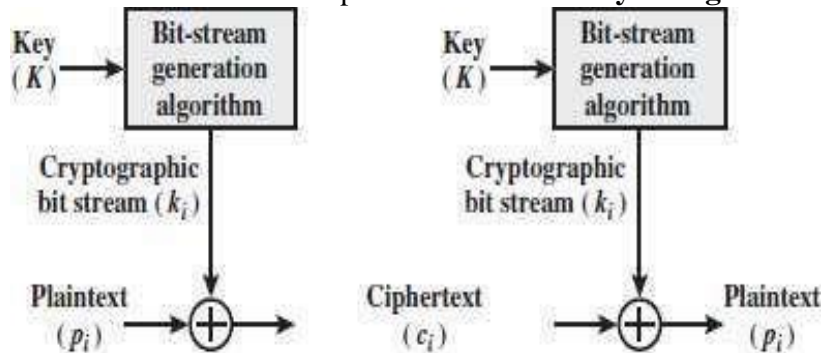 Key
(K)
Bit-stream
generation
algorithm
Cryptographic
bit stream (kᵢ)
Plaintext
(pᵢ)
Ciphertext
(cᵢ)
Key
(K)
Bit-stream
generation
algorithm
Cryptographic
bit stream (kᵢ)
Plaintext
(pᵢ)